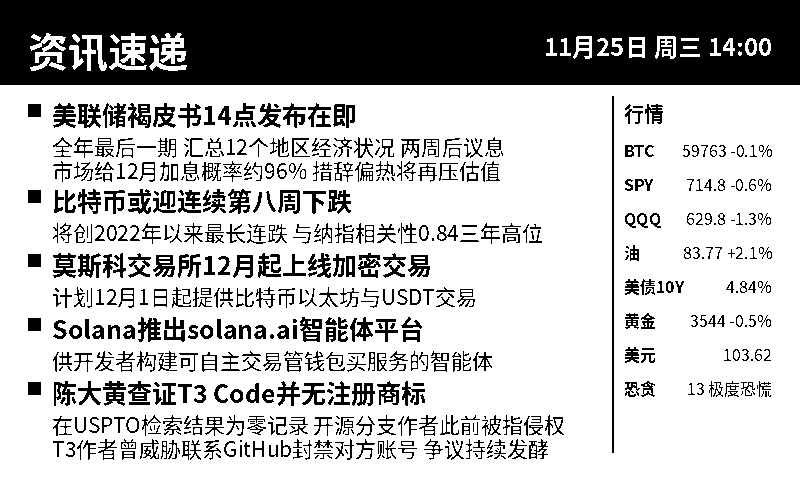 资讯速递
11月25日 周三 14:00
美联储褐皮书14点发布在即
全年最后一期 汇总12个地区经济状况 两周后议息
市场给12月加息概率约96% 措辞偏热将再压估值
比特币或迎连续第八周下跌
将创2022年以来最长连跌 与纳指相关性0.84三年高位
莫斯科交易所12月起上线加密交易
计划12月1日起提供比特币以太坊与USDT交易
Solana推出solana.ai智能体平台
供开发者构建可自主交易管钱包买服务的智能体
陈大黄查证T3 Code并无注册商标
在USPTO检索结果为零记录 开源分支作者此前被指侵权
T3作者曾威胁联系GitHub封禁对方账号 争议持续发酵
行情
BTC 59763 -0.1%
SPY 714.8 -0.6%
QQQ 629.8 -1.3%
油 83.77 +2.1%
美债10Y 4.84%
黄金 3544 -0.5%
美元 103.62
恐贪 13 极度恐慌